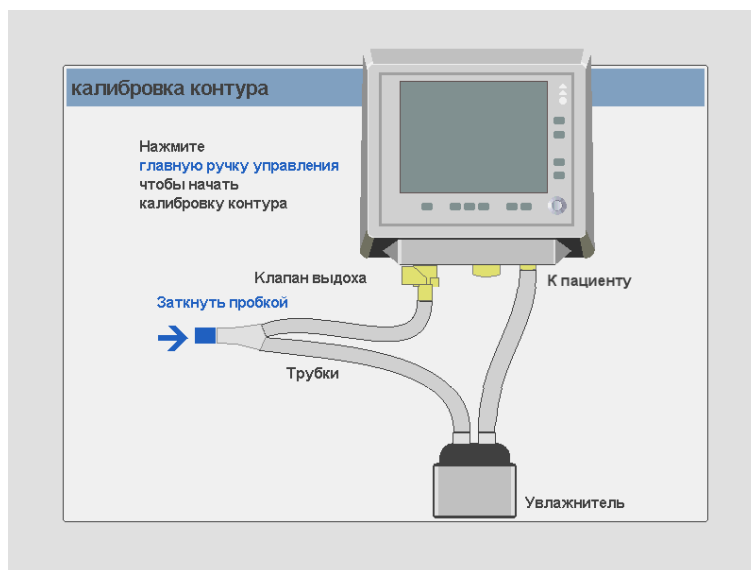 калибровка контура
Нажмите
главную ручку управления
чтобы начать
калибровку контура
Клапан выдоха
К пациенту
Заткнуть пробкой
Трубки
Увлажнитель